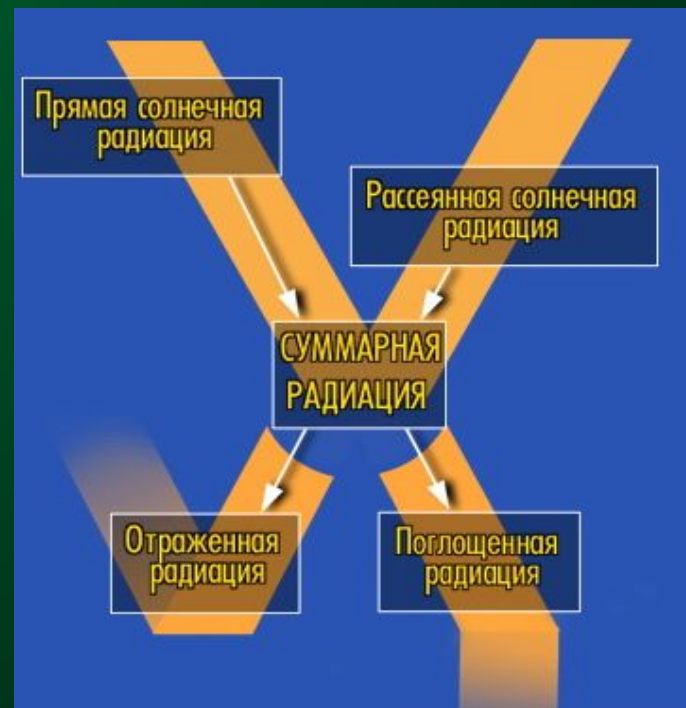 Прямая солнечная
радиация
Рассеянная солнечная
радиация
СУММАРНАЯ
РАДИАЦИЯ
Отраженная
радиация
Поглощенная
радиация